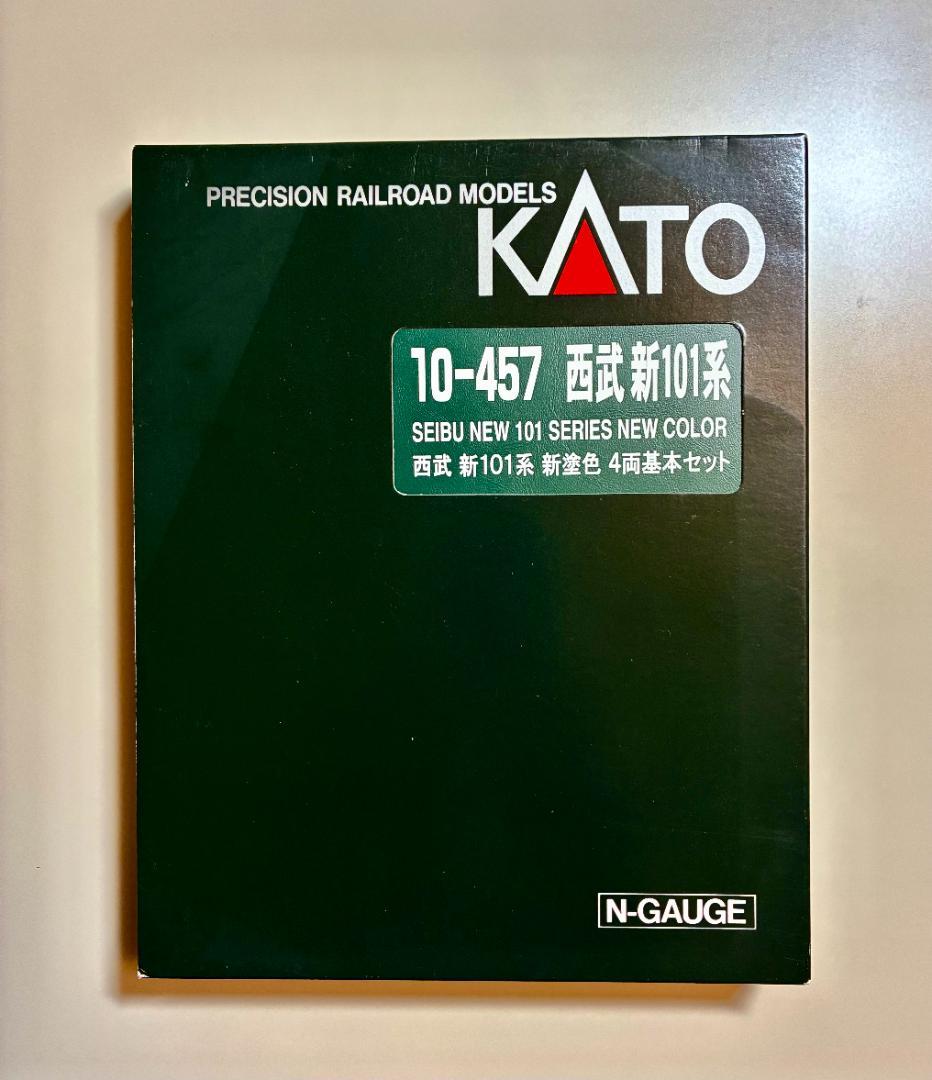 PRECISION RAILROAD MODELS
KATO
10-457 西武 新101系
SEIBU NEW 101 SERIES NEW COLOR
西武 新101系 新塗色 4両基本セット
N-GAUGE